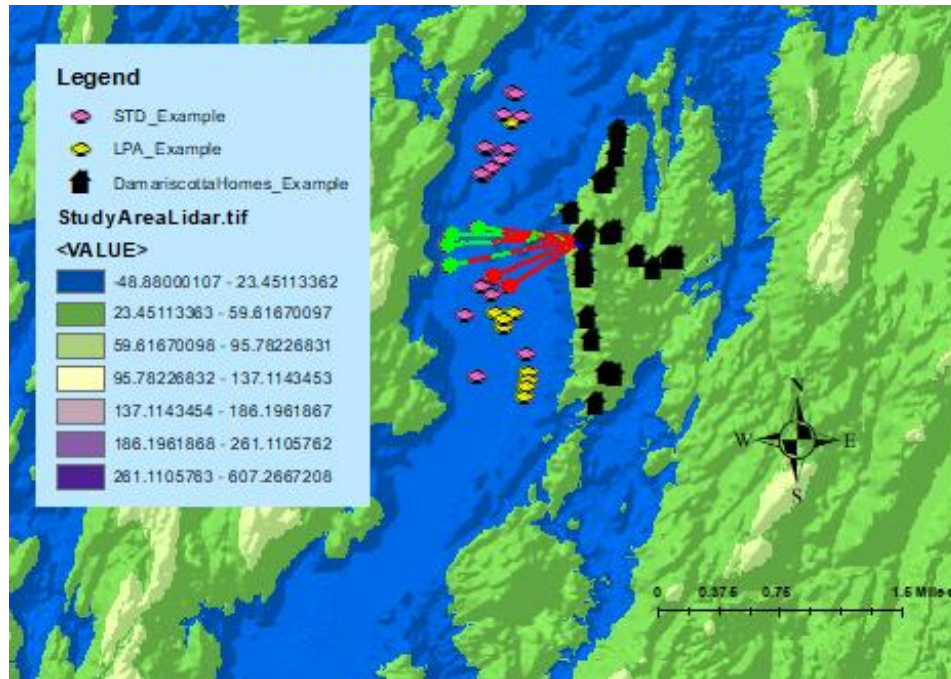 Legend
STD_Example
LPA_Example
DamariscottaHomes_Example
StudyAreaLidar.tif
<VALUE>
-48.88000107 - 23.45113362
23.45113363 - 59.61670097
59.61670098 - 95.78226831
95.78226832 - 137.1143453
137.1143454 - 186.1961867
186.1961868 - 261.1105762
261.1105763 - 607.2667208
N
W E
S
0 0.375 0.75 1.5 Miles